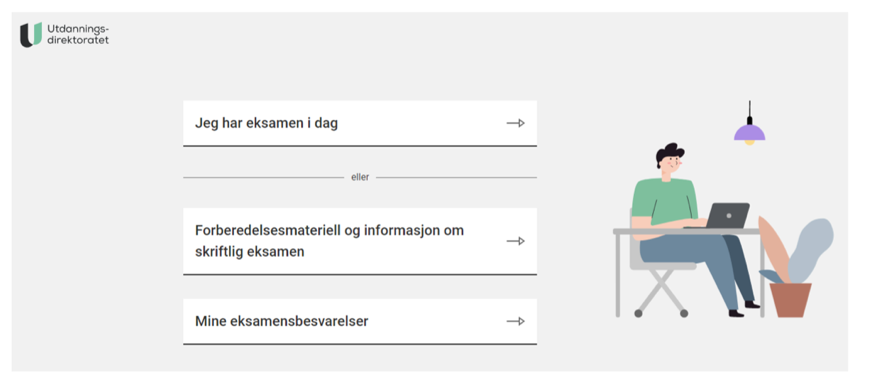 Utdannings-
direktoratet
Jeg har eksamen i dag
eller
Forberedelsesmateriell og informasjon om
skriftlig eksamen
Mine eksamensbesvarelser